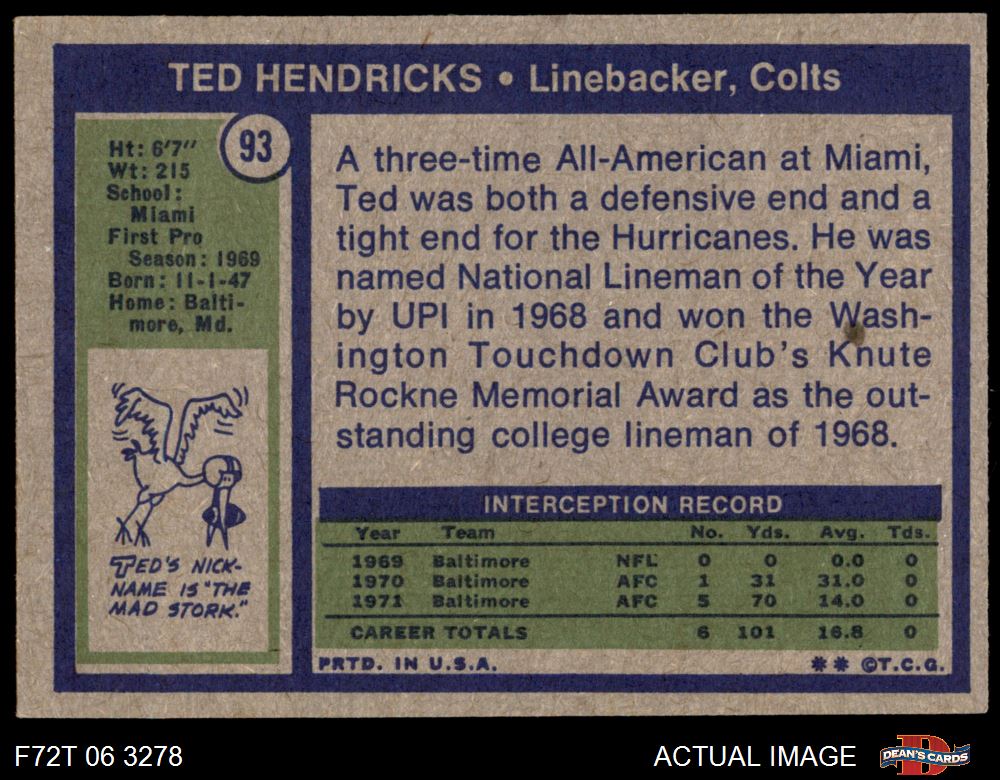 TED HENDRICKS • Linebacker, Colts
93
Ht: 6'7"
Wt: 215
School:
Miami
First Pro
Season: 1969
Born: 11-1-47
Home: Balti-
more, Md.
TED'S NICK-
NAME IS "THE
MAD STORK."
A three-time All-American at Miami,
Ted was both a defensive end and a
tight end for the Hurricanes. He was
named National Lineman of the Year
by UPI in 1968 and won the Wash-
ington Touchdown Club's Knute
Rockne Memorial Award as the out-
standing college lineman of 1968.
INTERCEPTION RECORD
Year Team No. Yds. Avg. Tds.
1969 Baltimore NFL 0 0 0.0 0
1970 Baltimore AFC 1 31 31.0 0
1971 Baltimore AFC 5 70 14.0 0
CAREER TOTALS 6 101 16.8 0
PRTD. IN U.S.A. ** ©T.C.G.
F72T 06 3278 ACTUAL IMAGE D DEAN'S CARDS